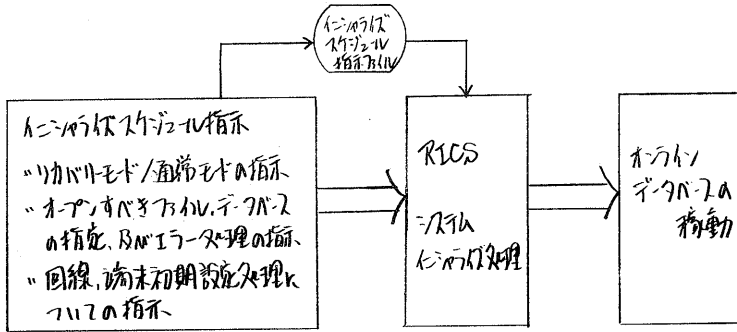 イニシャライズ
スケジュール
指示ファイル
イニシャライズスケジュール指示
〃リカバリーモード/通常モードの指示
〃オープンすべきファイル、データベース
の指定、及びエラー処理の指示
〃回線、端末初期設定処理に
ついての指示
RICS
システム
イニシャライズ処理
オンライン
データベースの
稼動